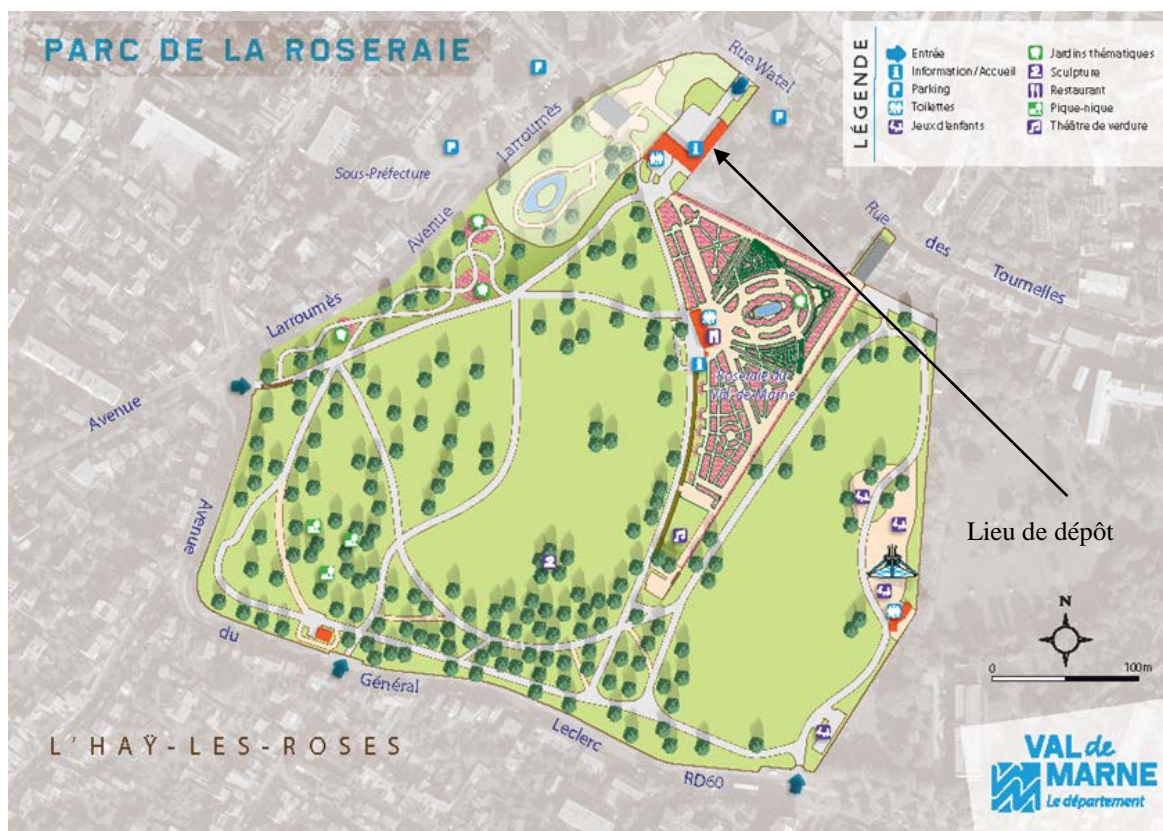 PARC DE LA ROSERAIE
LÉGENDE
Entrée
Information/Accueil
Parking
Toilettes
Jeux d'enfants
Jardins thématiques
Sculpture
Restaurant
Pique-nique
Théâtre de verdure
Rue Watel
Larroumès
Sous-Préfecture
Avenue
Rue des Tournelles
Larroumès
Avenue
Roseraie du
Val-de-Marne
Avenue
du
Général
Leclerc
RD60
Lieu de dépôt
N
0 100m
L'HAŸ-LES-ROSES
VAL de
MARNE
Le département